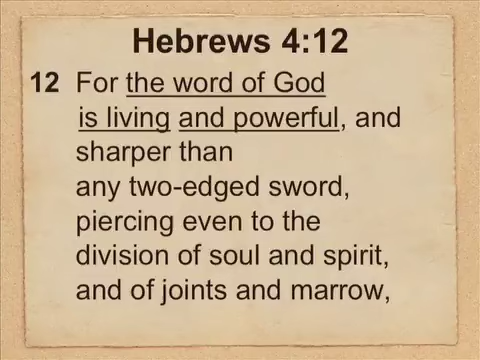 Hebrews 4:12
12 For the word of God
is living and powerful, and
sharper than
any two-edged sword,
piercing even to the
division of soul and spirit,
and of joints and marrow,